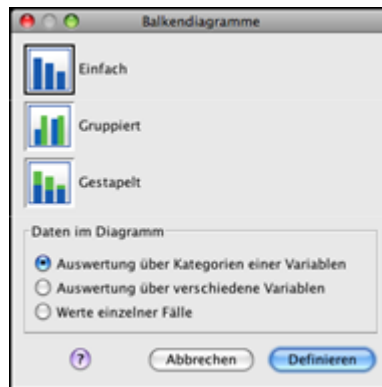 Balkendiagramme
Einfach
Gruppiert
Gestapelt
Daten im Diagramm
Auswertung über Kategorien einer Variablen
Auswertung über verschiedene Variablen
Werte einzelner Fälle
? Abbrechen Definieren